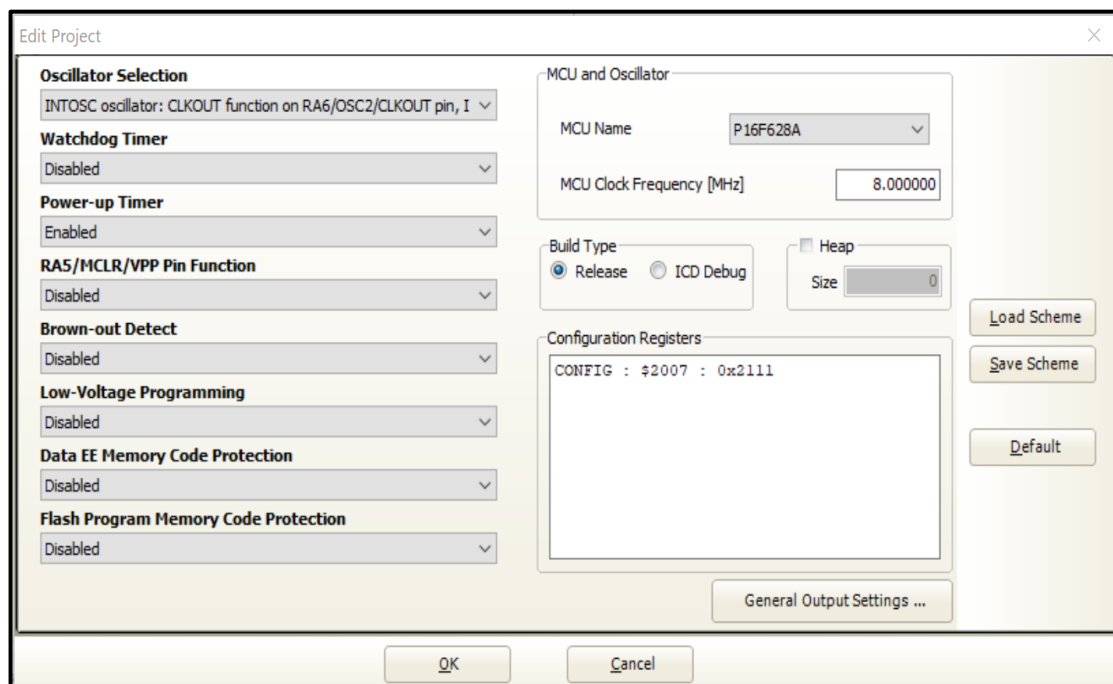 Edit Project
Oscillator Selection
INTOSC oscillator: CLKOUT function on RA6/OSC2/CLKOUT pin, I
Watchdog Timer
Disabled
Power-up Timer
Enabled
RA5/MCLR/VPP Pin Function
Disabled
Brown-out Detect
Disabled
Low-Voltage Programming
Disabled
Data EE Memory Code Protection
Disabled
Flash Program Memory Code Protection
Disabled
MCU and Oscillator
MCU Name P16F628A
MCU Clock Frequency [MHz] 8.000000
Build Type
Release ICD Debug
Heap
Size 0
Configuration Registers
CONFIG : $2007 : 0x2111
General Output Settings ...
Load Scheme
Save Scheme
Default
OK Cancel